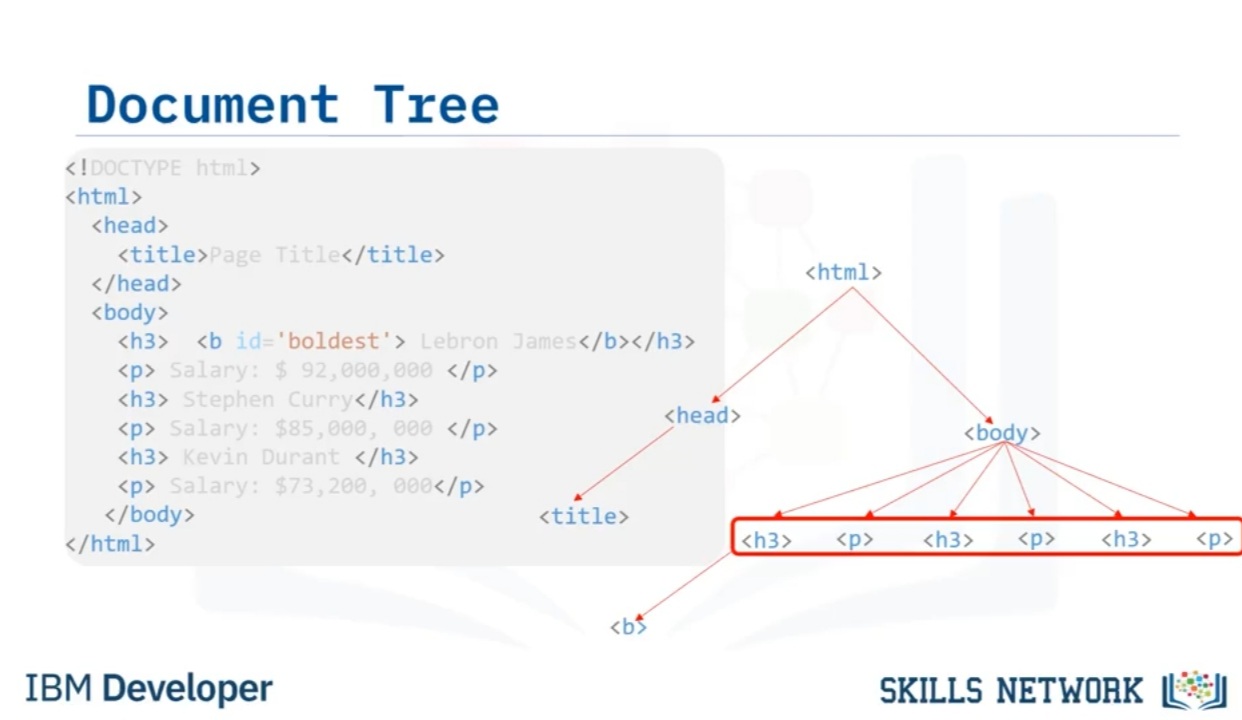 Document Tree
<!DOCTYPE html>
<html>
<head>
<title>Page Title</title>
</head>
<body>
<h3> <b id='boldest'> Lebron James</b></h3>
<p> Salary: $ 92,000,000 </p>
<h3> Stephen Curry</h3>
<p> Salary: $85,000, 000 </p>
<h3> Kevin Durant </h3>
<p> Salary: $73,200, 000</p>
</body>
</html>
<html>
<head>
<body>
<title>
<h3> <p> <h3> <p> <h3> <p>
<b>
IBM Developer
SKILLS NETWORK